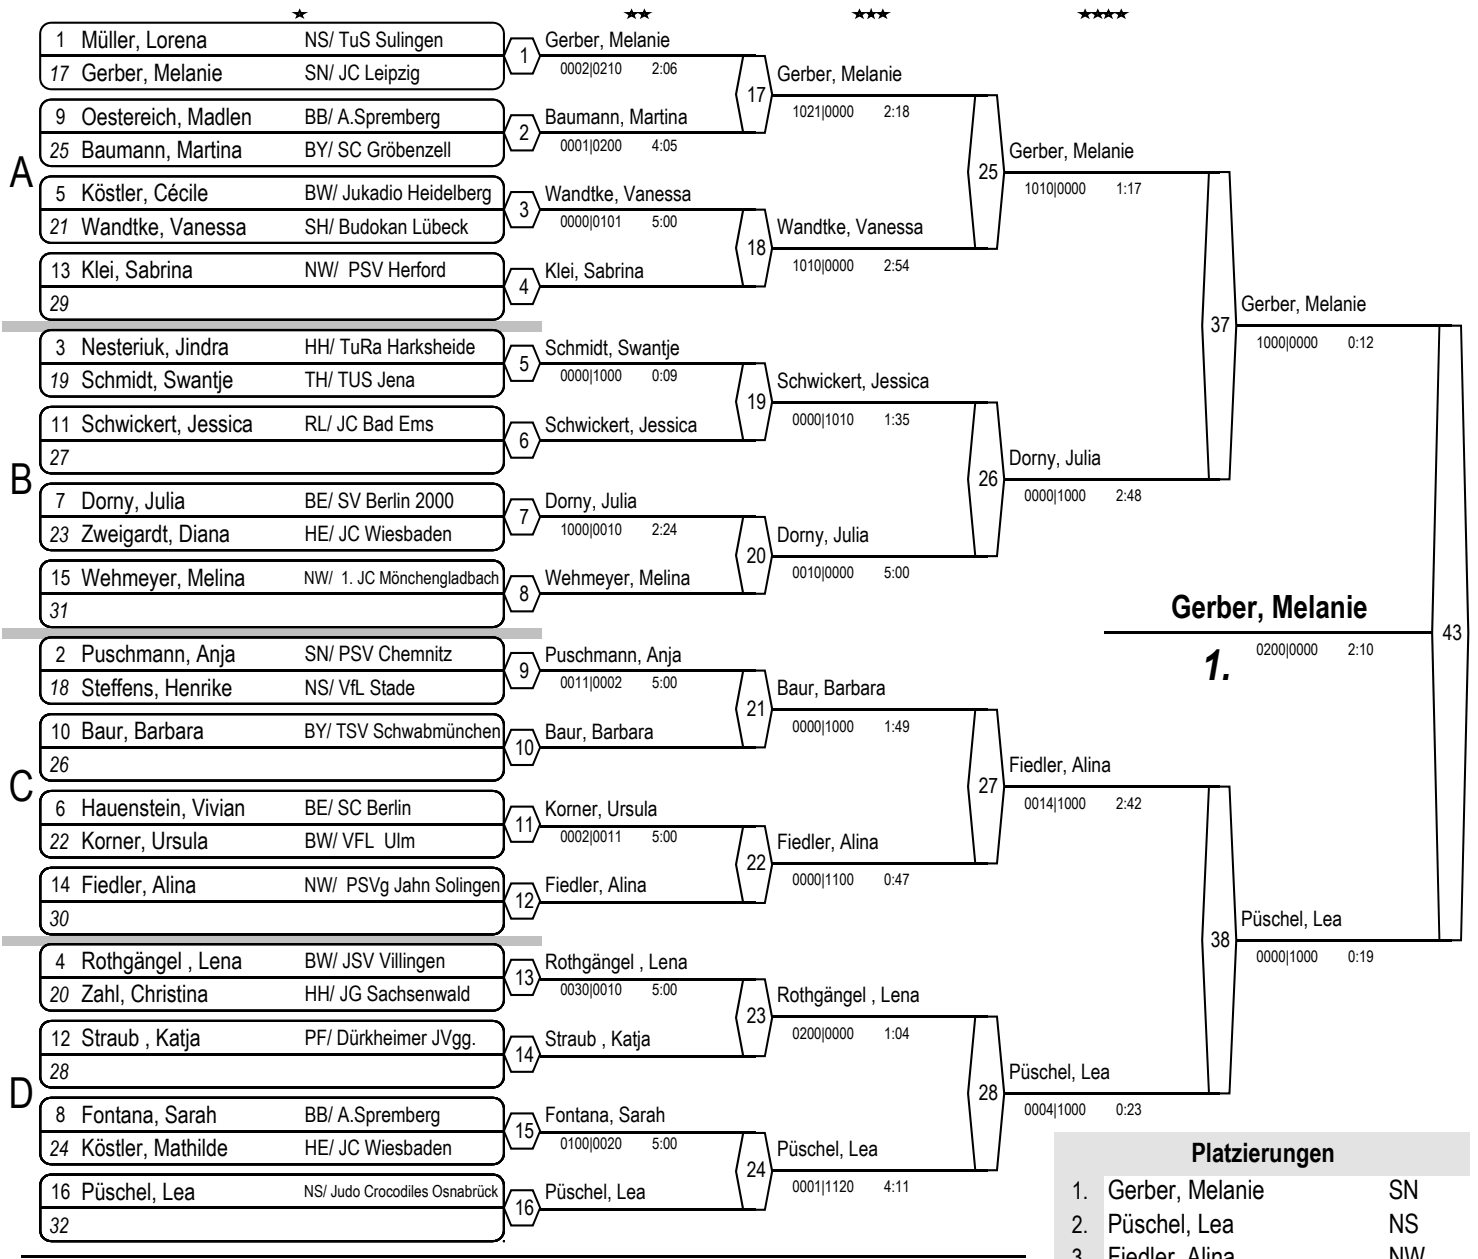 ★ ★★ ★★★ ★★★★
A
1 Müller, Lorena NS/ TuS Sulingen
17 Gerber, Melanie SN/ JC Leipzig
9 Oestereich, Madlen BB/ A.Spremberg
25 Baumann, Martina BY/ SC Gröbenzell
5 Köstler, Cécile BW/ Jukadio Heidelberg
21 Wandtke, Vanessa SH/ Budokan Lübeck
13 Klei, Sabrina NW/ PSV Herford
29
B
3 Nesteriuk, Jindra HH/ TuRa Harksheide
19 Schmidt, Swantje TH/ TUS Jena
11 Schwickert, Jessica RL/ JC Bad Ems
27
7 Dorny, Julia BE/ SV Berlin 2000
23 Zweigardt, Diana HE/ JC Wiesbaden
15 Wehmeyer, Melina NW/ 1. JC Mönchengladbach
31
C
2 Puschmann, Anja SN/ PSV Chemnitz
18 Steffens, Henrike NS/ VfL Stade
10 Baur, Barbara BY/ TSV Schwabmünchen
26
6 Hauenstein, Vivian BE/ SC Berlin
22 Korner, Ursula BW/ VFL Ulm
14 Fiedler, Alina NW/ PSVg Jahn Solingen
30
D
4 Rothgängel , Lena BW/ JSV Villingen
20 Zahl, Christina HH/ JG Sachsenwald
12 Straub , Katja PF/ Dürkheimer JVgg.
28
8 Fontana, Sarah BB/ A.Spremberg
24 Köstler, Mathilde HE/ JC Wiesbaden
16 Püschel, Lea NS/ Judo Crocodiles Osnabrück
32
1 Gerber, Melanie
0002|0210 2:06
2 Baumann, Martina
0001|0200 4:05
3 Wandtke, Vanessa
0000|0101 5:00
4 Klei, Sabrina
5 Schmidt, Swantje
0000|1000 0:09
6 Schwickert, Jessica
7 Dorny, Julia
1000|0010 2:24
8 Wehmeyer, Melina
9 Puschmann, Anja
0011|0002 5:00
10 Baur, Barbara
11 Korner, Ursula
0002|0011 5:00
12 Fiedler, Alina
13 Rothgängel , Lena
0030|0010 5:00
14 Straub , Katja
15 Fontana, Sarah
0100|0020 5:00
16 Püschel, Lea
17 Gerber, Melanie
1021|0000 2:18
18 Wandtke, Vanessa
1010|0000 2:54
19 Schwickert, Jessica
0000|1010 1:35
20 Dorny, Julia
0010|0000 5:00
21 Baur, Barbara
0000|1000 1:49
22 Fiedler, Alina
0000|1100 0:47
23 Rothgängel , Lena
0200|0000 1:04
24 Püschel, Lea
0001|1120 4:11
25 Gerber, Melanie
1010|0000 1:17
26 Dorny, Julia
0000|1000 2:48
27 Fiedler, Alina
0014|1000 2:42
28 Püschel, Lea
0004|1000 0:23
37 Gerber, Melanie
1000|0000 0:12
38 Püschel, Lea
0000|1000 0:19
43 Gerber, Melanie
1. 0200|0000 2:10
Platzierungen
1. Gerber, Melanie SN
2. Püschel, Lea NS
3. Fiedler, Alina NW